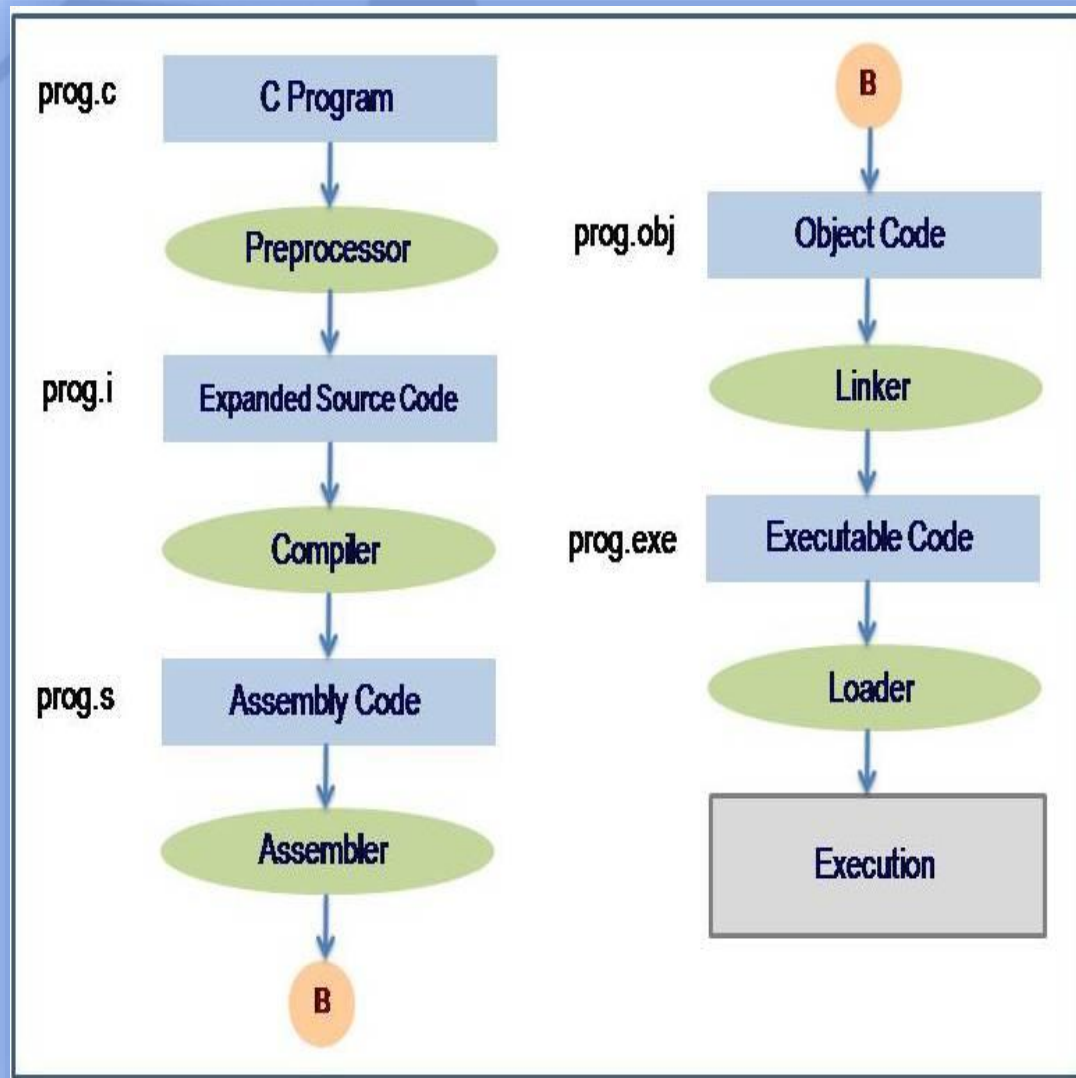 prog.c
C Program
Preprocessor
prog.i
Expanded Source Code
Compiler
prog.s
Assembly Code
Assembler
B
B
prog.obj
Object Code
Linker
prog.exe
Executable Code
Loader
Execution